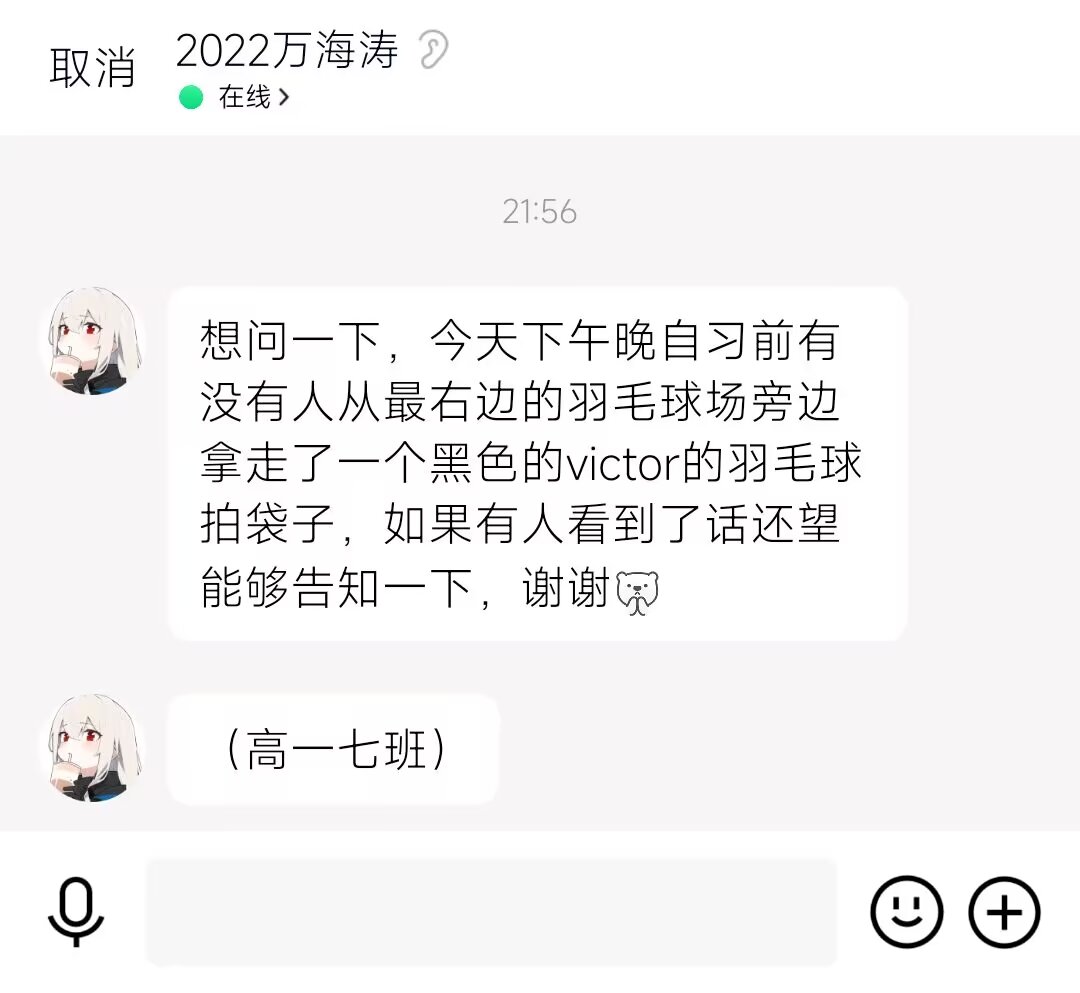 取消
2022万海涛
在线
21:56
想问一下，今天下午晚自习前有
没有人从最右边的羽毛球场旁边
拿走了一个黑色的victor的羽毛球
拍袋子，如果有人看到了话还望
能够告知一下，谢谢
（高一七班）